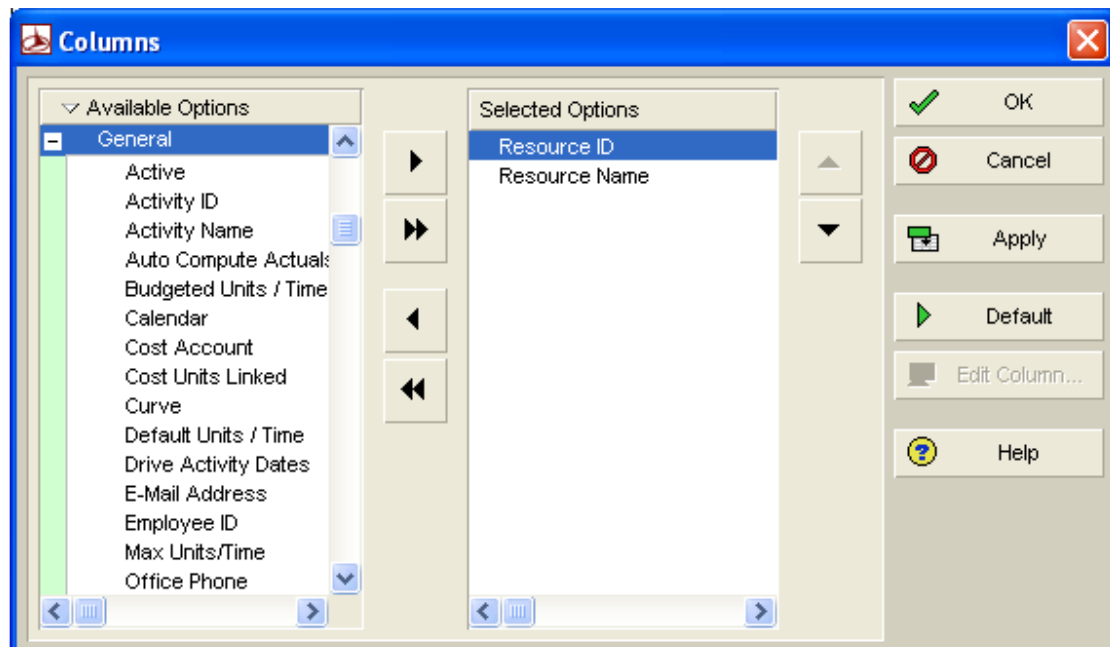 Columns
Available Options
General
Active
Activity ID
Activity Name
Auto Compute Actuals
Budgeted Units / Time
Calendar
Cost Account
Cost Units Linked
Curve
Default Units / Time
Drive Activity Dates
E-Mail Address
Employee ID
Max Units/Time
Office Phone
Selected Options
Resource ID
Resource Name
OK
Cancel
Apply
Default
Edit Column...
Help